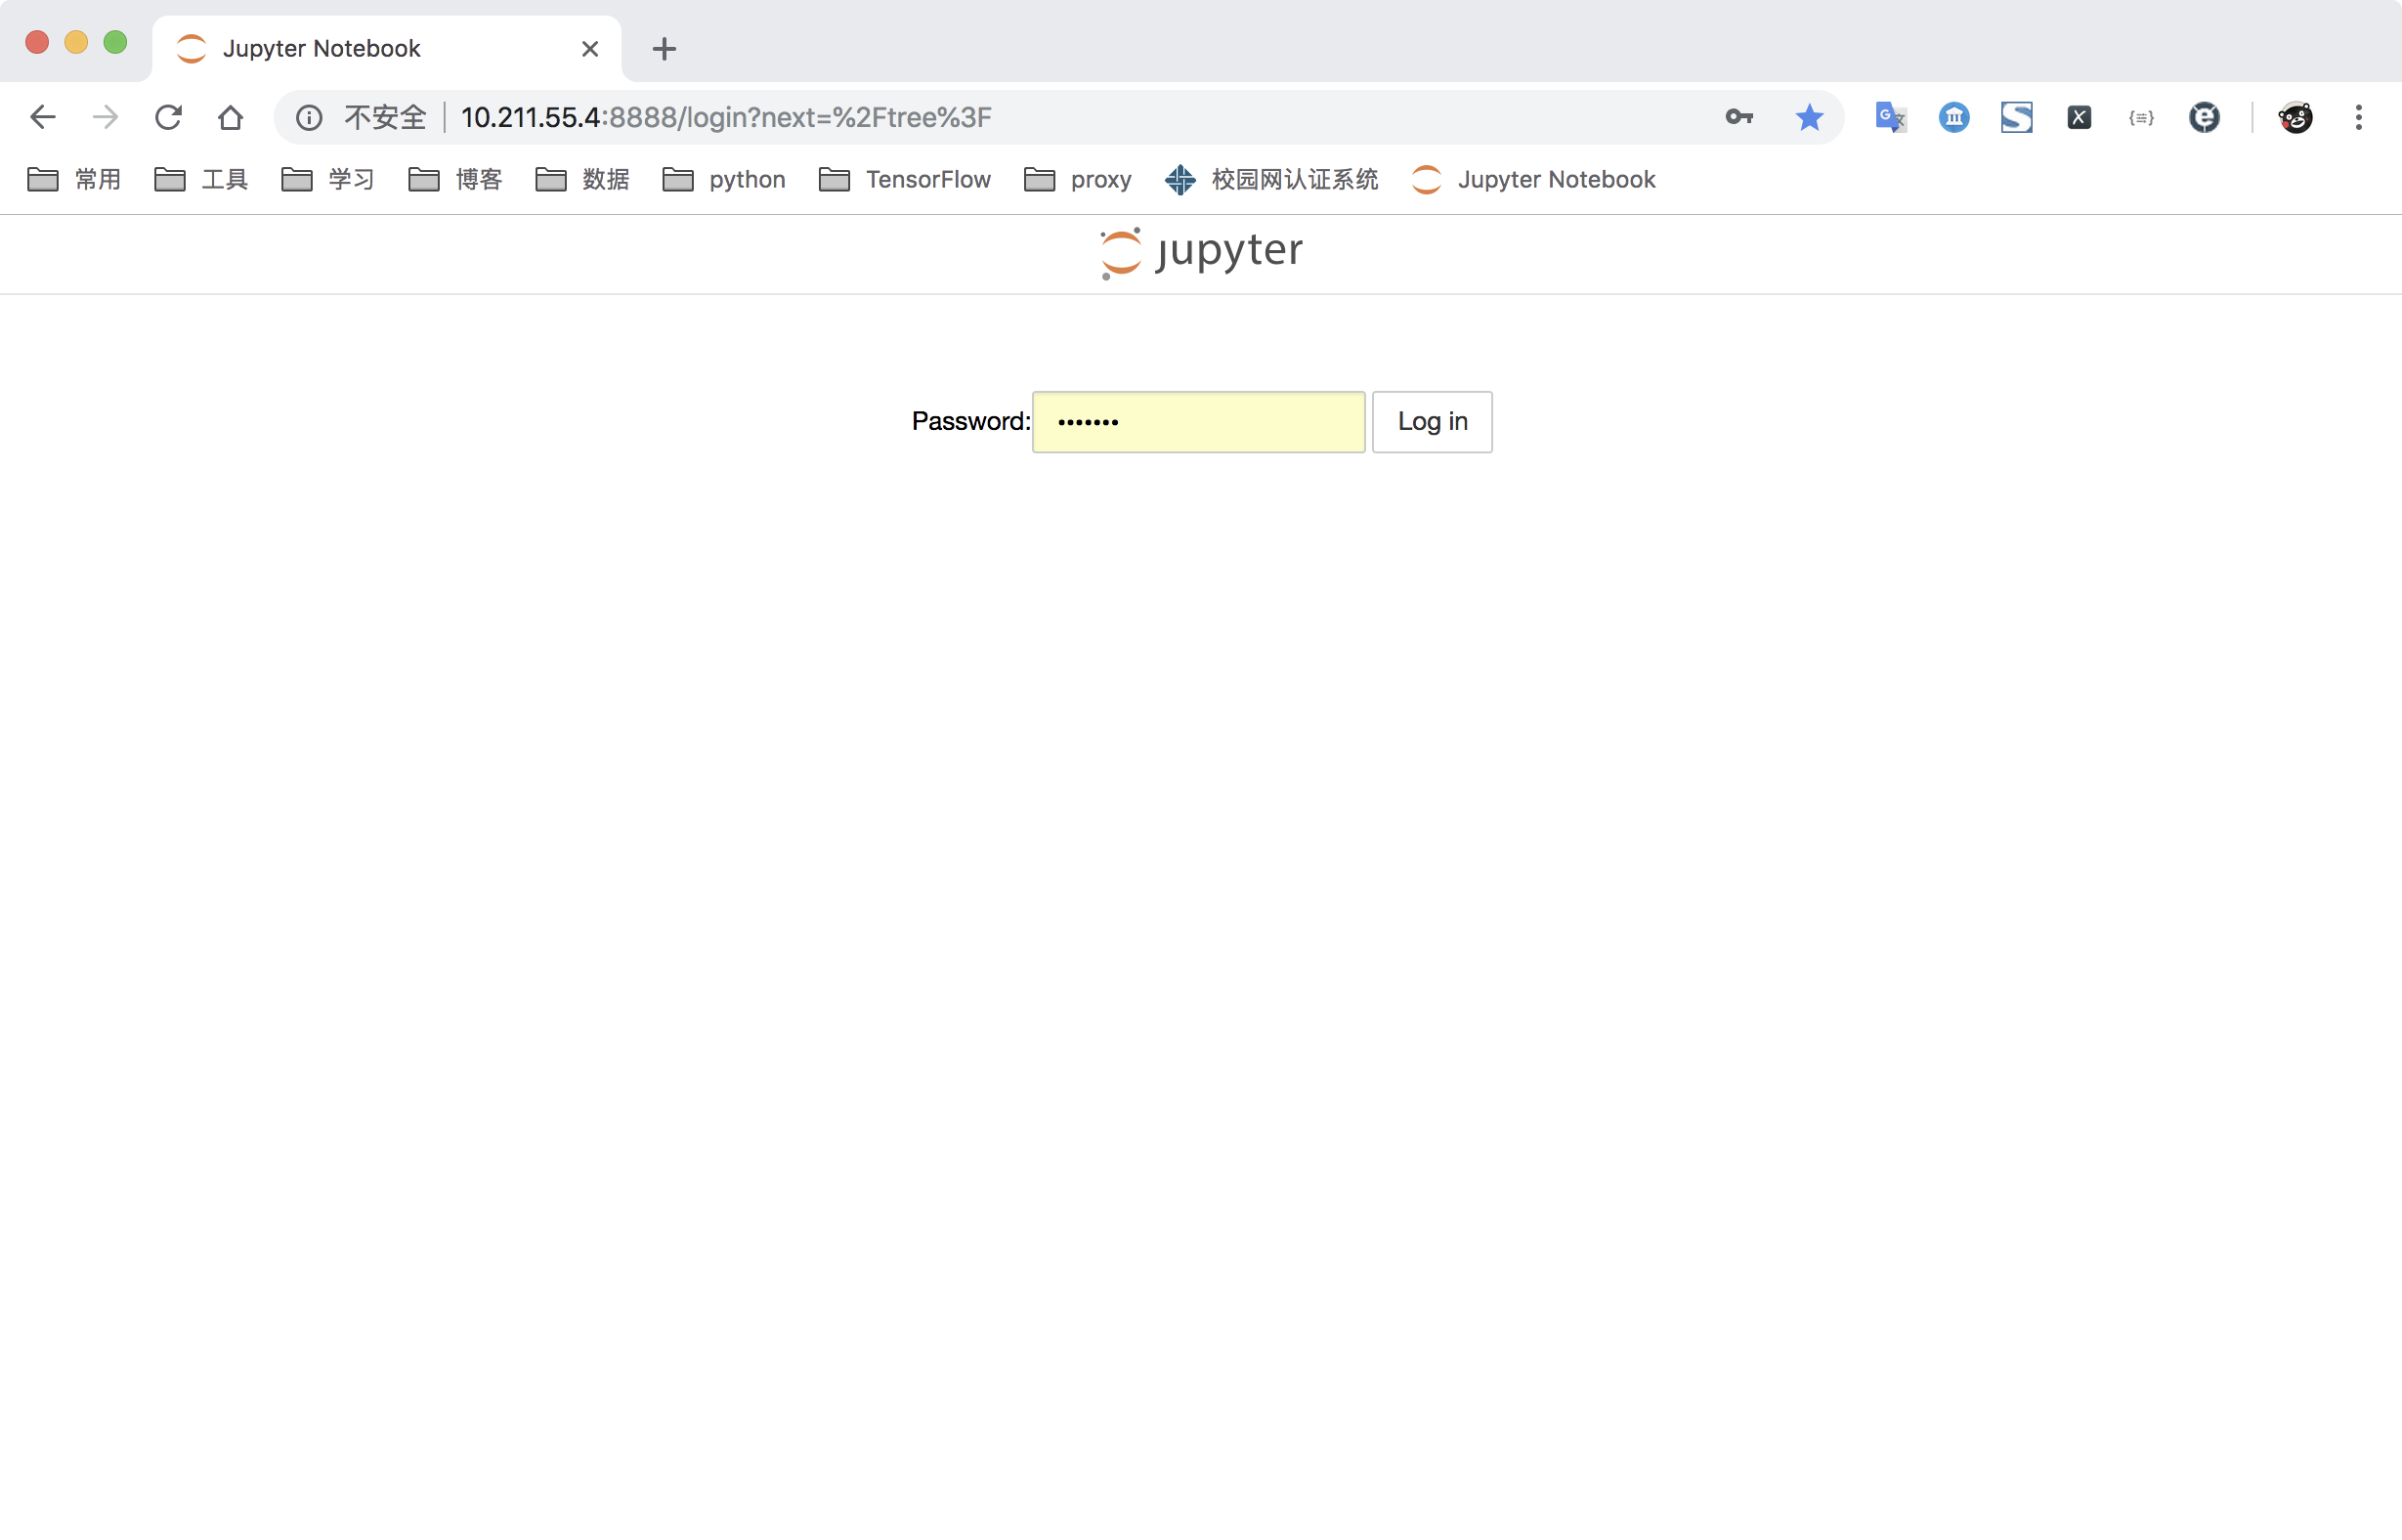 Jupyter Notebook
不安全 10.211.55.4:8888/login?next=%2Ftree%3F
常用 工具 学习 博客 数据 python TensorFlow proxy 校园网认证系统 Jupyter Notebook
jupyter
Password: ••••••• Log in